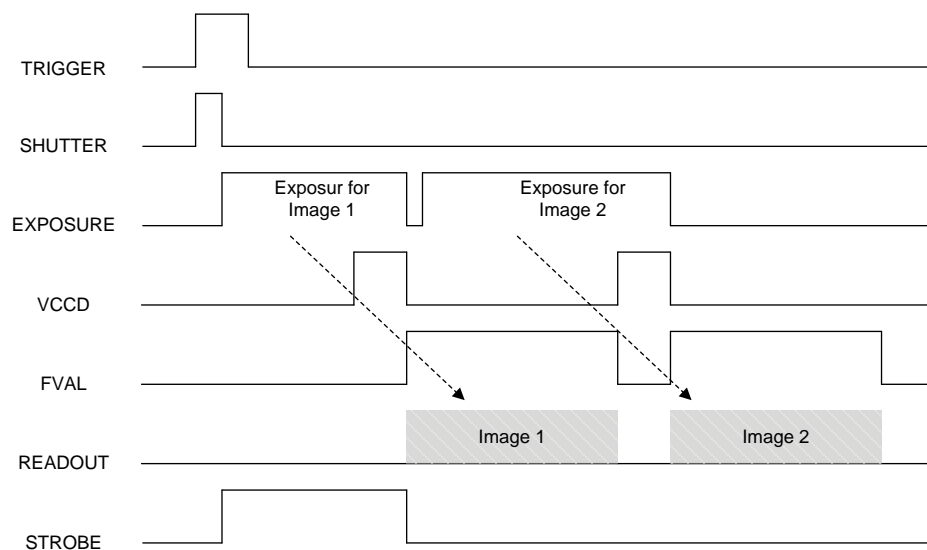 TRIGGER
SHUTTER
Exposur for
Image 1
Exposure for
Image 2
EXPOSURE
VCCD
FVAL
Image 1
Image 2
READOUT
STROBE